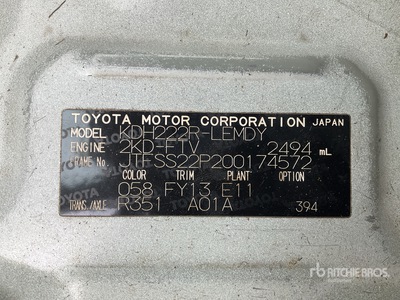 TOYOTA MOTOR CORPORATION JAPAN
MODEL KDH222R-LEMDY
ENGINE 2KD-FTV 2494 mL
FRAME No. JTFSS22P200174572
COLOR TRIM PLANT OPTION
058 FY13 E11
TRANS./AXLE R351 A01A 394
rb
RITCHIE BROS.